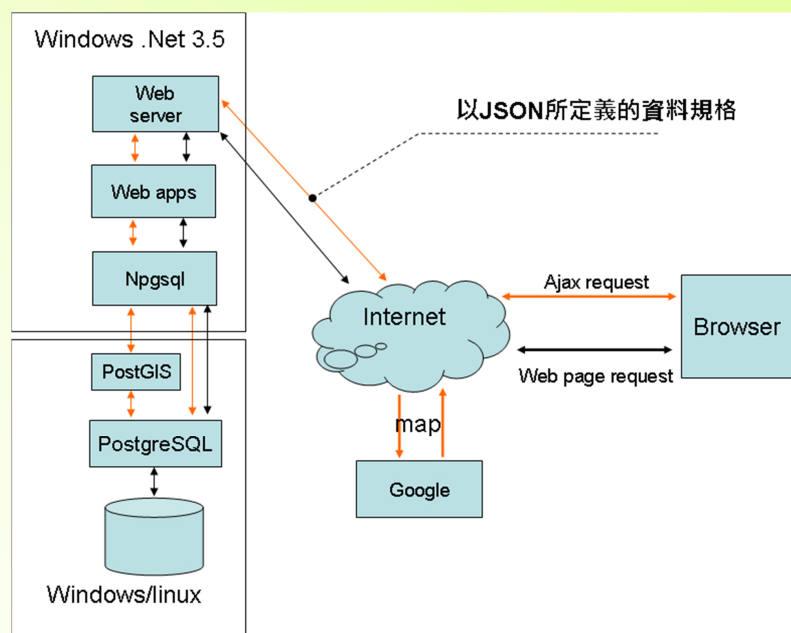 Windows .Net 3.5
Web
server
以JSON所定義的資料規格
Web apps
Npgsql
Internet
Ajax request
Browser
Web page request
PostGIS
map
PostgreSQL
Google
Windows/linux